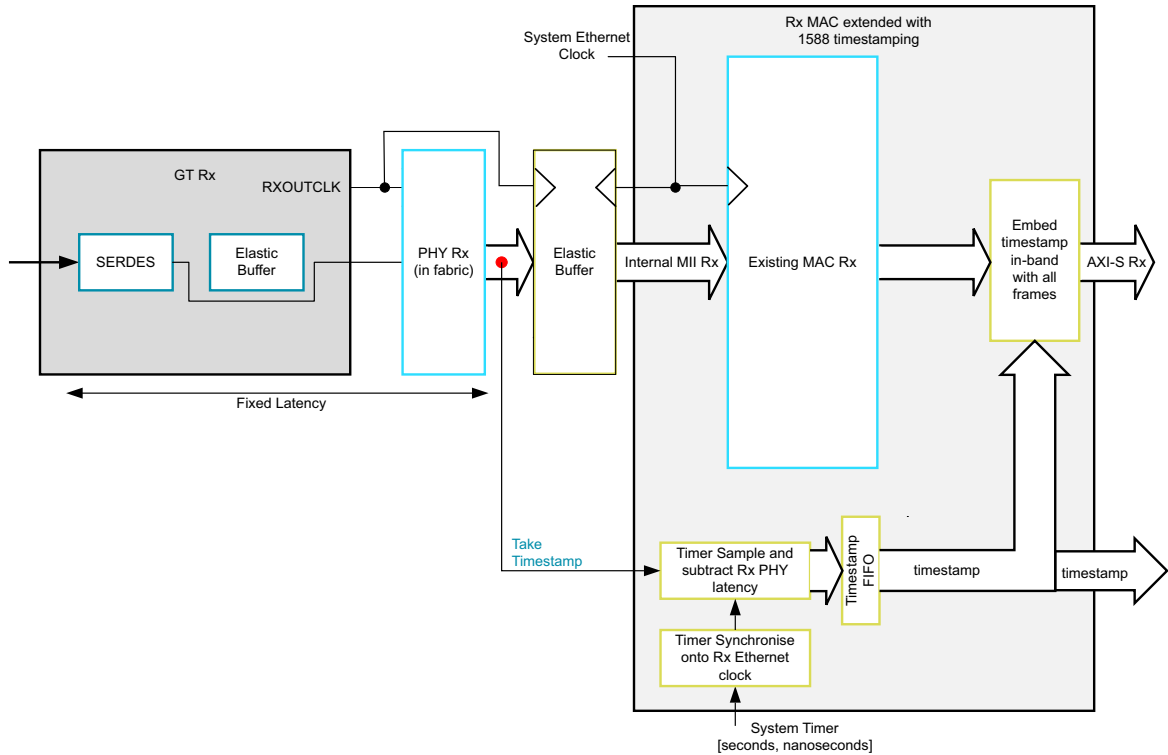 Rx MAC extended with
1588 timestamping
System Ethernet
Clock
GT Rx
RXOUTCLK
SERDES
Elastic
Buffer
PHY Rx
(in fabric)
Elastic
Buffer
Internal MII Rx
Existing MAC Rx
Embed
timestamp
in-band
with all
frames
AXI-S Rx
Fixed Latency
Take
Timestamp
Timer Sample and
subtract Rx PHY
latency
Timestamp
FIFO
timestamp
timestamp
Timer Synchronise
onto Rx Ethernet
clock
System Timer
[seconds, nanoseconds]